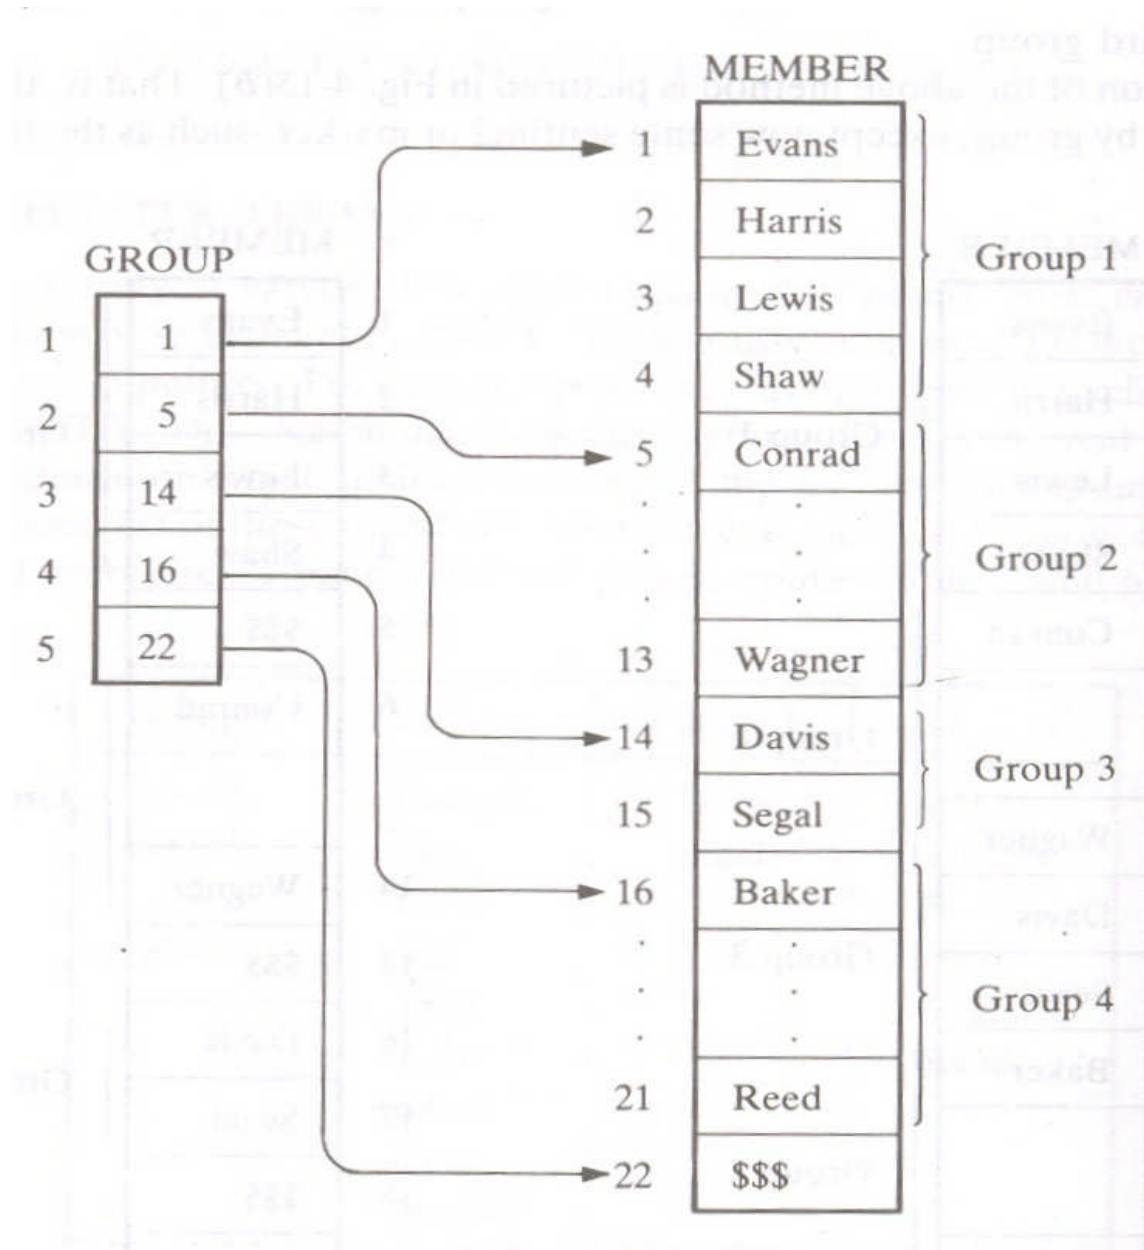 MEMBER
1 Evans
2 Harris
3 Lewis
4 Shaw
Group 1
5 Conrad
.
.
.
13 Wagner
Group 2
14 Davis
15 Segal
Group 3
16 Baker
.
.
.
21 Reed
Group 4
22 $$$
GROUP
1 1
2 5
3 14
4 16
5 22